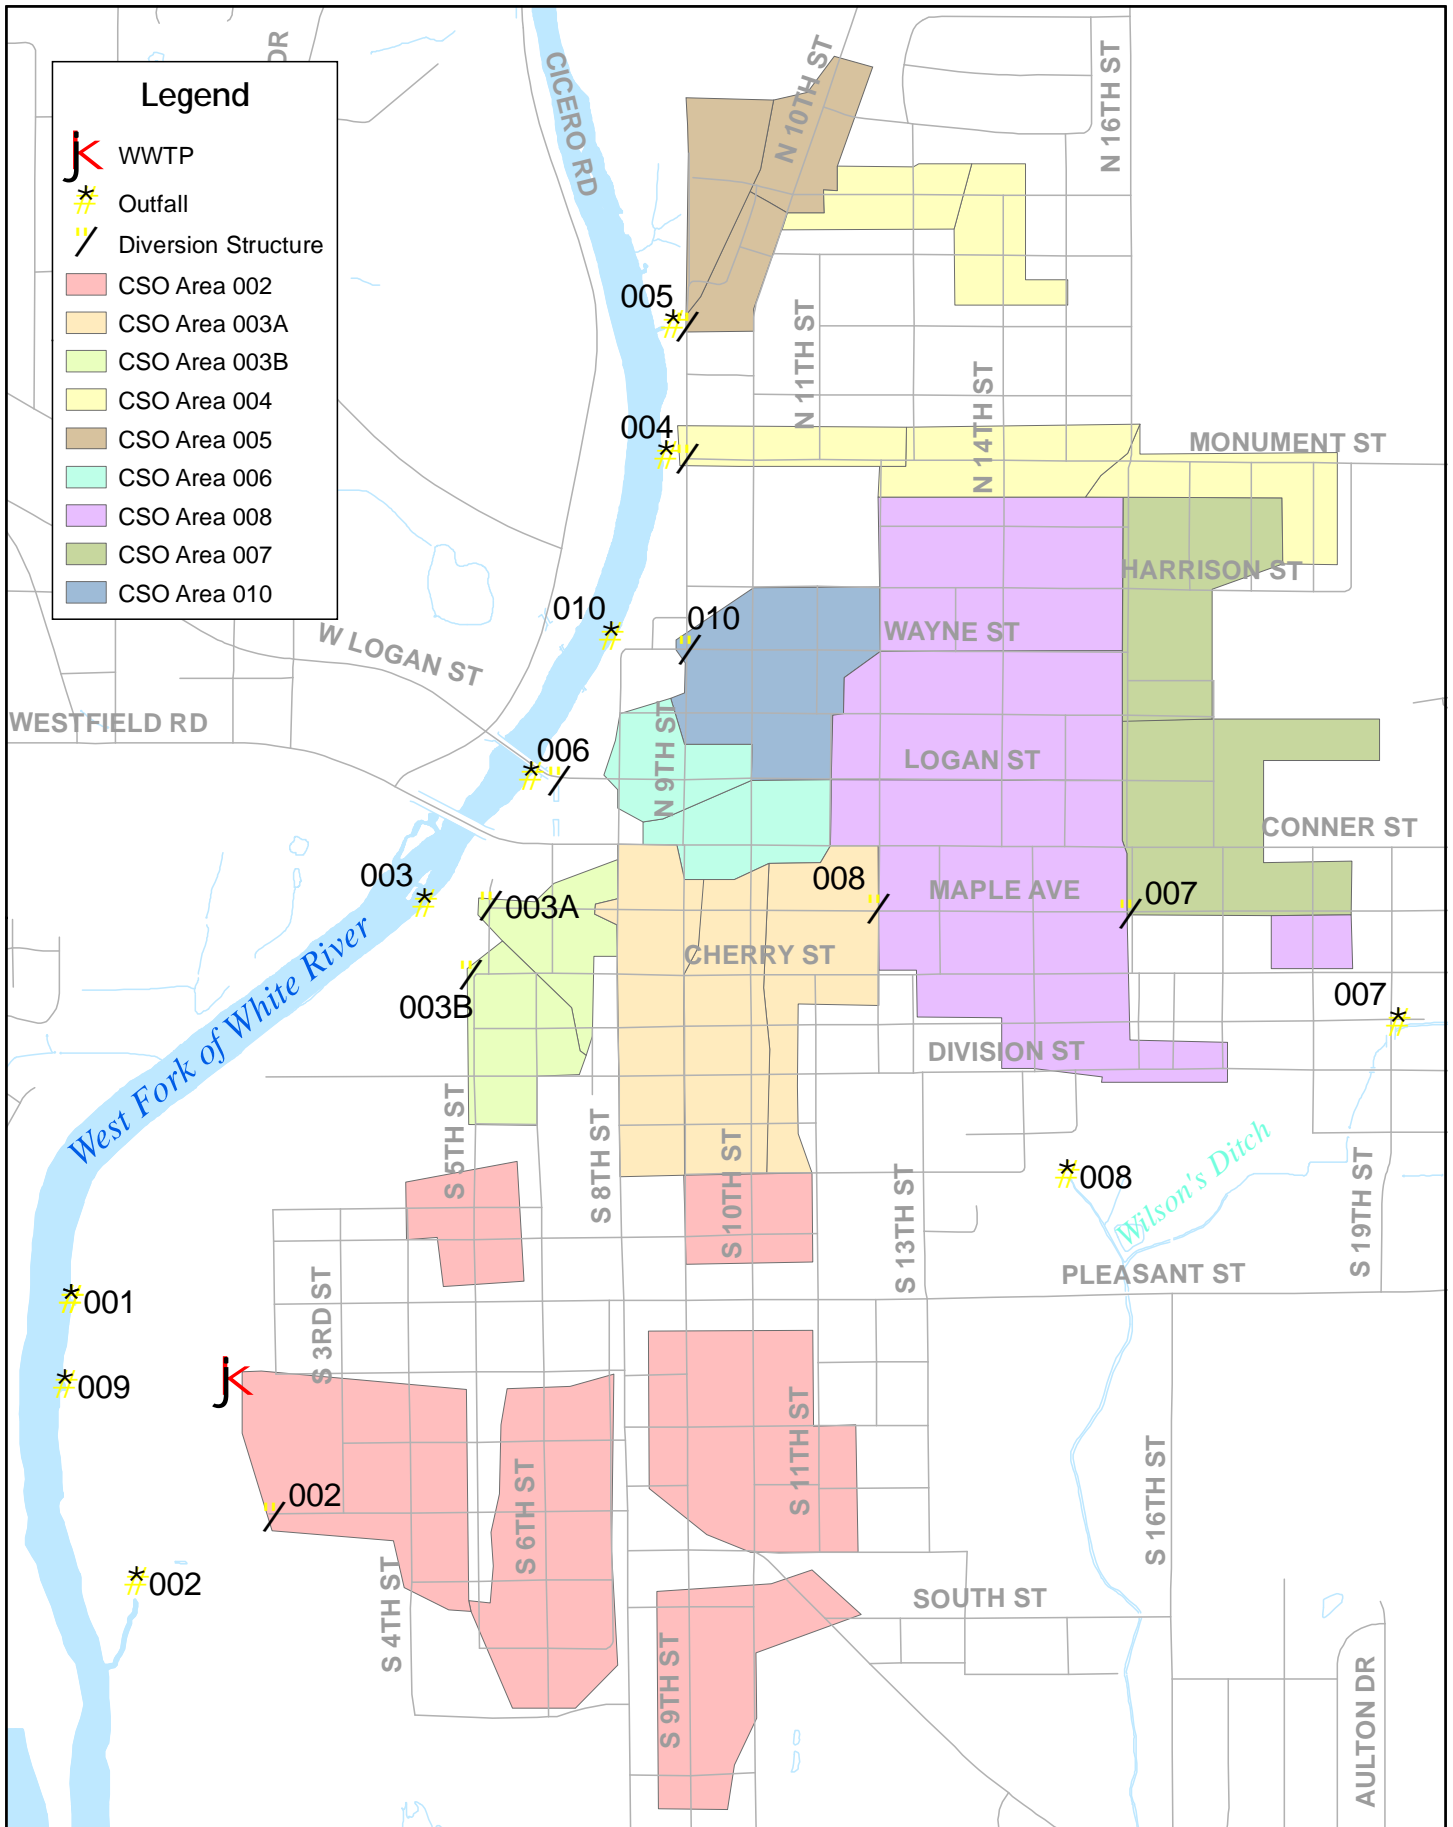 DR
Legend
jK WWTP
*# Outfall
"/ Diversion Structure
CSO Area 002
CSO Area 003A
CSO Area 003B
CSO Area 004
CSO Area 005
CSO Area 006
CSO Area 008
CSO Area 007
CSO Area 010
CICERO RD
N 10TH ST
N 16TH ST
005
N 11TH ST
004
N 14TH ST
MONUMENT ST
HARRISON ST
010
010
WAYNE ST
W LOGAN ST
WESTFIELD RD
N 9TH ST
006
LOGAN ST
CONNER ST
003
003A
008
MAPLE AVE
007
CHERRY ST
003B
007
West Fork of White River
DIVISION ST
S 5TH ST
S 8TH ST
S 10TH ST
S 13TH ST
008
Wilson's Ditch
S 19TH ST
PLEASANT ST
001
S 3RD ST
009
jK
S 11TH ST
S 16TH ST
002
S 6TH ST
002
S 4TH ST
SOUTH ST
S 9TH ST
AULTON DR